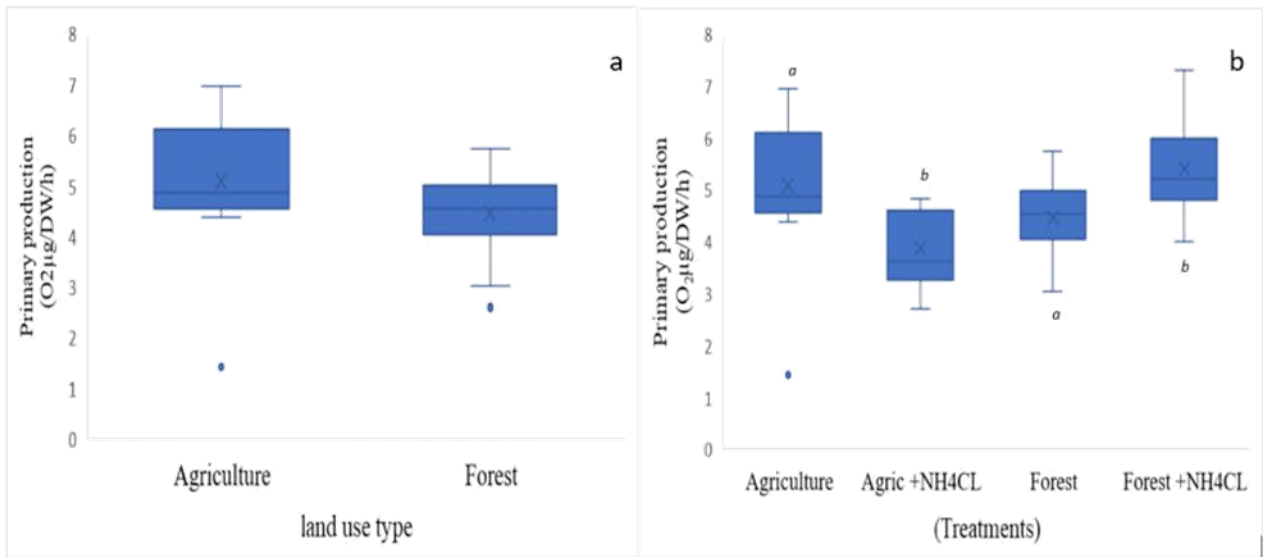 a
8
7
6
5
4
3
2
1
0
Primary production
(O2µg/DW/h)
Agriculture
Forest
land use type
b
8
7
6
5
4
3
2
1
0
Primary production
(O₂µg/DW/h)
a
b
a
b
Agriculture
Agric +NH4CL
Forest
Forest +NH4CL
(Treatments)